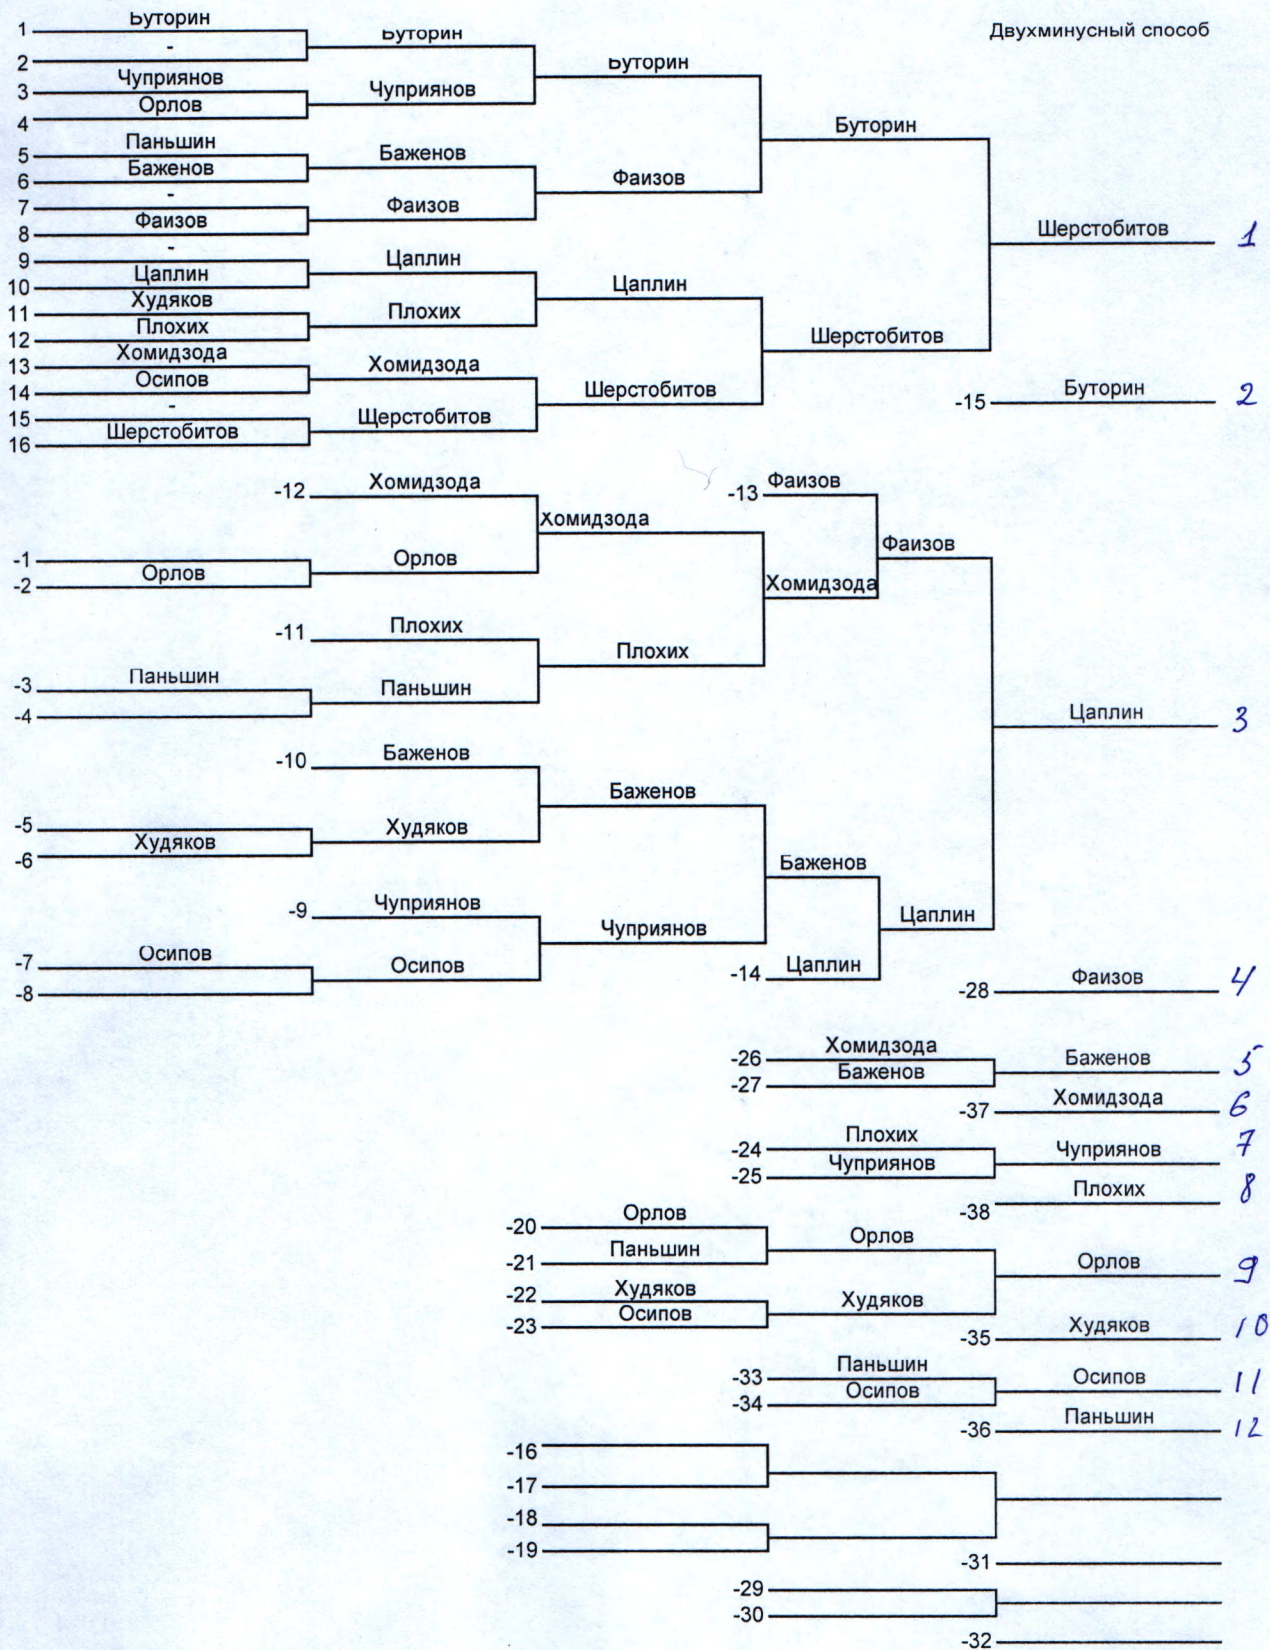 Двухминусный способ
Буторин
1
Буторин
-
2
Буторин
Чуприянов
3
Чуприянов
Орлов
4
Буторин
Паньшин
5
Баженов
Баженов
6
Фаизов
-
7
Фаизов
Фаизов
8
Шерстобитов 1
-
9
Цаплин
Цаплин
10
Цаплин
Худяков
11
Плохих
Плохих
12
Шерстобитов
Хомидзода
13
Хомидзода
Осипов
14
Шерстобитов
-15 Буторин 2
-
15
Щерстобитов
Шерстобитов
16
-12 Хомидзода
-13 Фаизов
Хомидзода
Фаизов
-1
Орлов
Орлов
-2
Хомидзода
-11 Плохих
Плохих
Паньшин
-3
Паньшин
-4
Цаплин 3
-10 Баженов
Баженов
-5
Худяков
Худяков
-6
Баженов
-9 Чуприянов
Цаплин
Чуприянов
Осипов
-7
Осипов
-8
-14 Цаплин
-28 Фаизов 4
-26 Хомидзода
Баженов 5
-27 Баженов
-37 Хомидзода 6
-24 Плохих
Чуприянов 7
-25 Чуприянов
-38 Плохих 8
-20 Орлов
Орлов
-21 Паньшин
Орлов 9
-22 Худяков
Худяков
-23 Осипов
-35 Худяков 10
-33 Паньшин
Осипов 11
-34 Осипов
-36 Паньшин 12
-16
-17
-18
-19
-31
-29
-30
-32